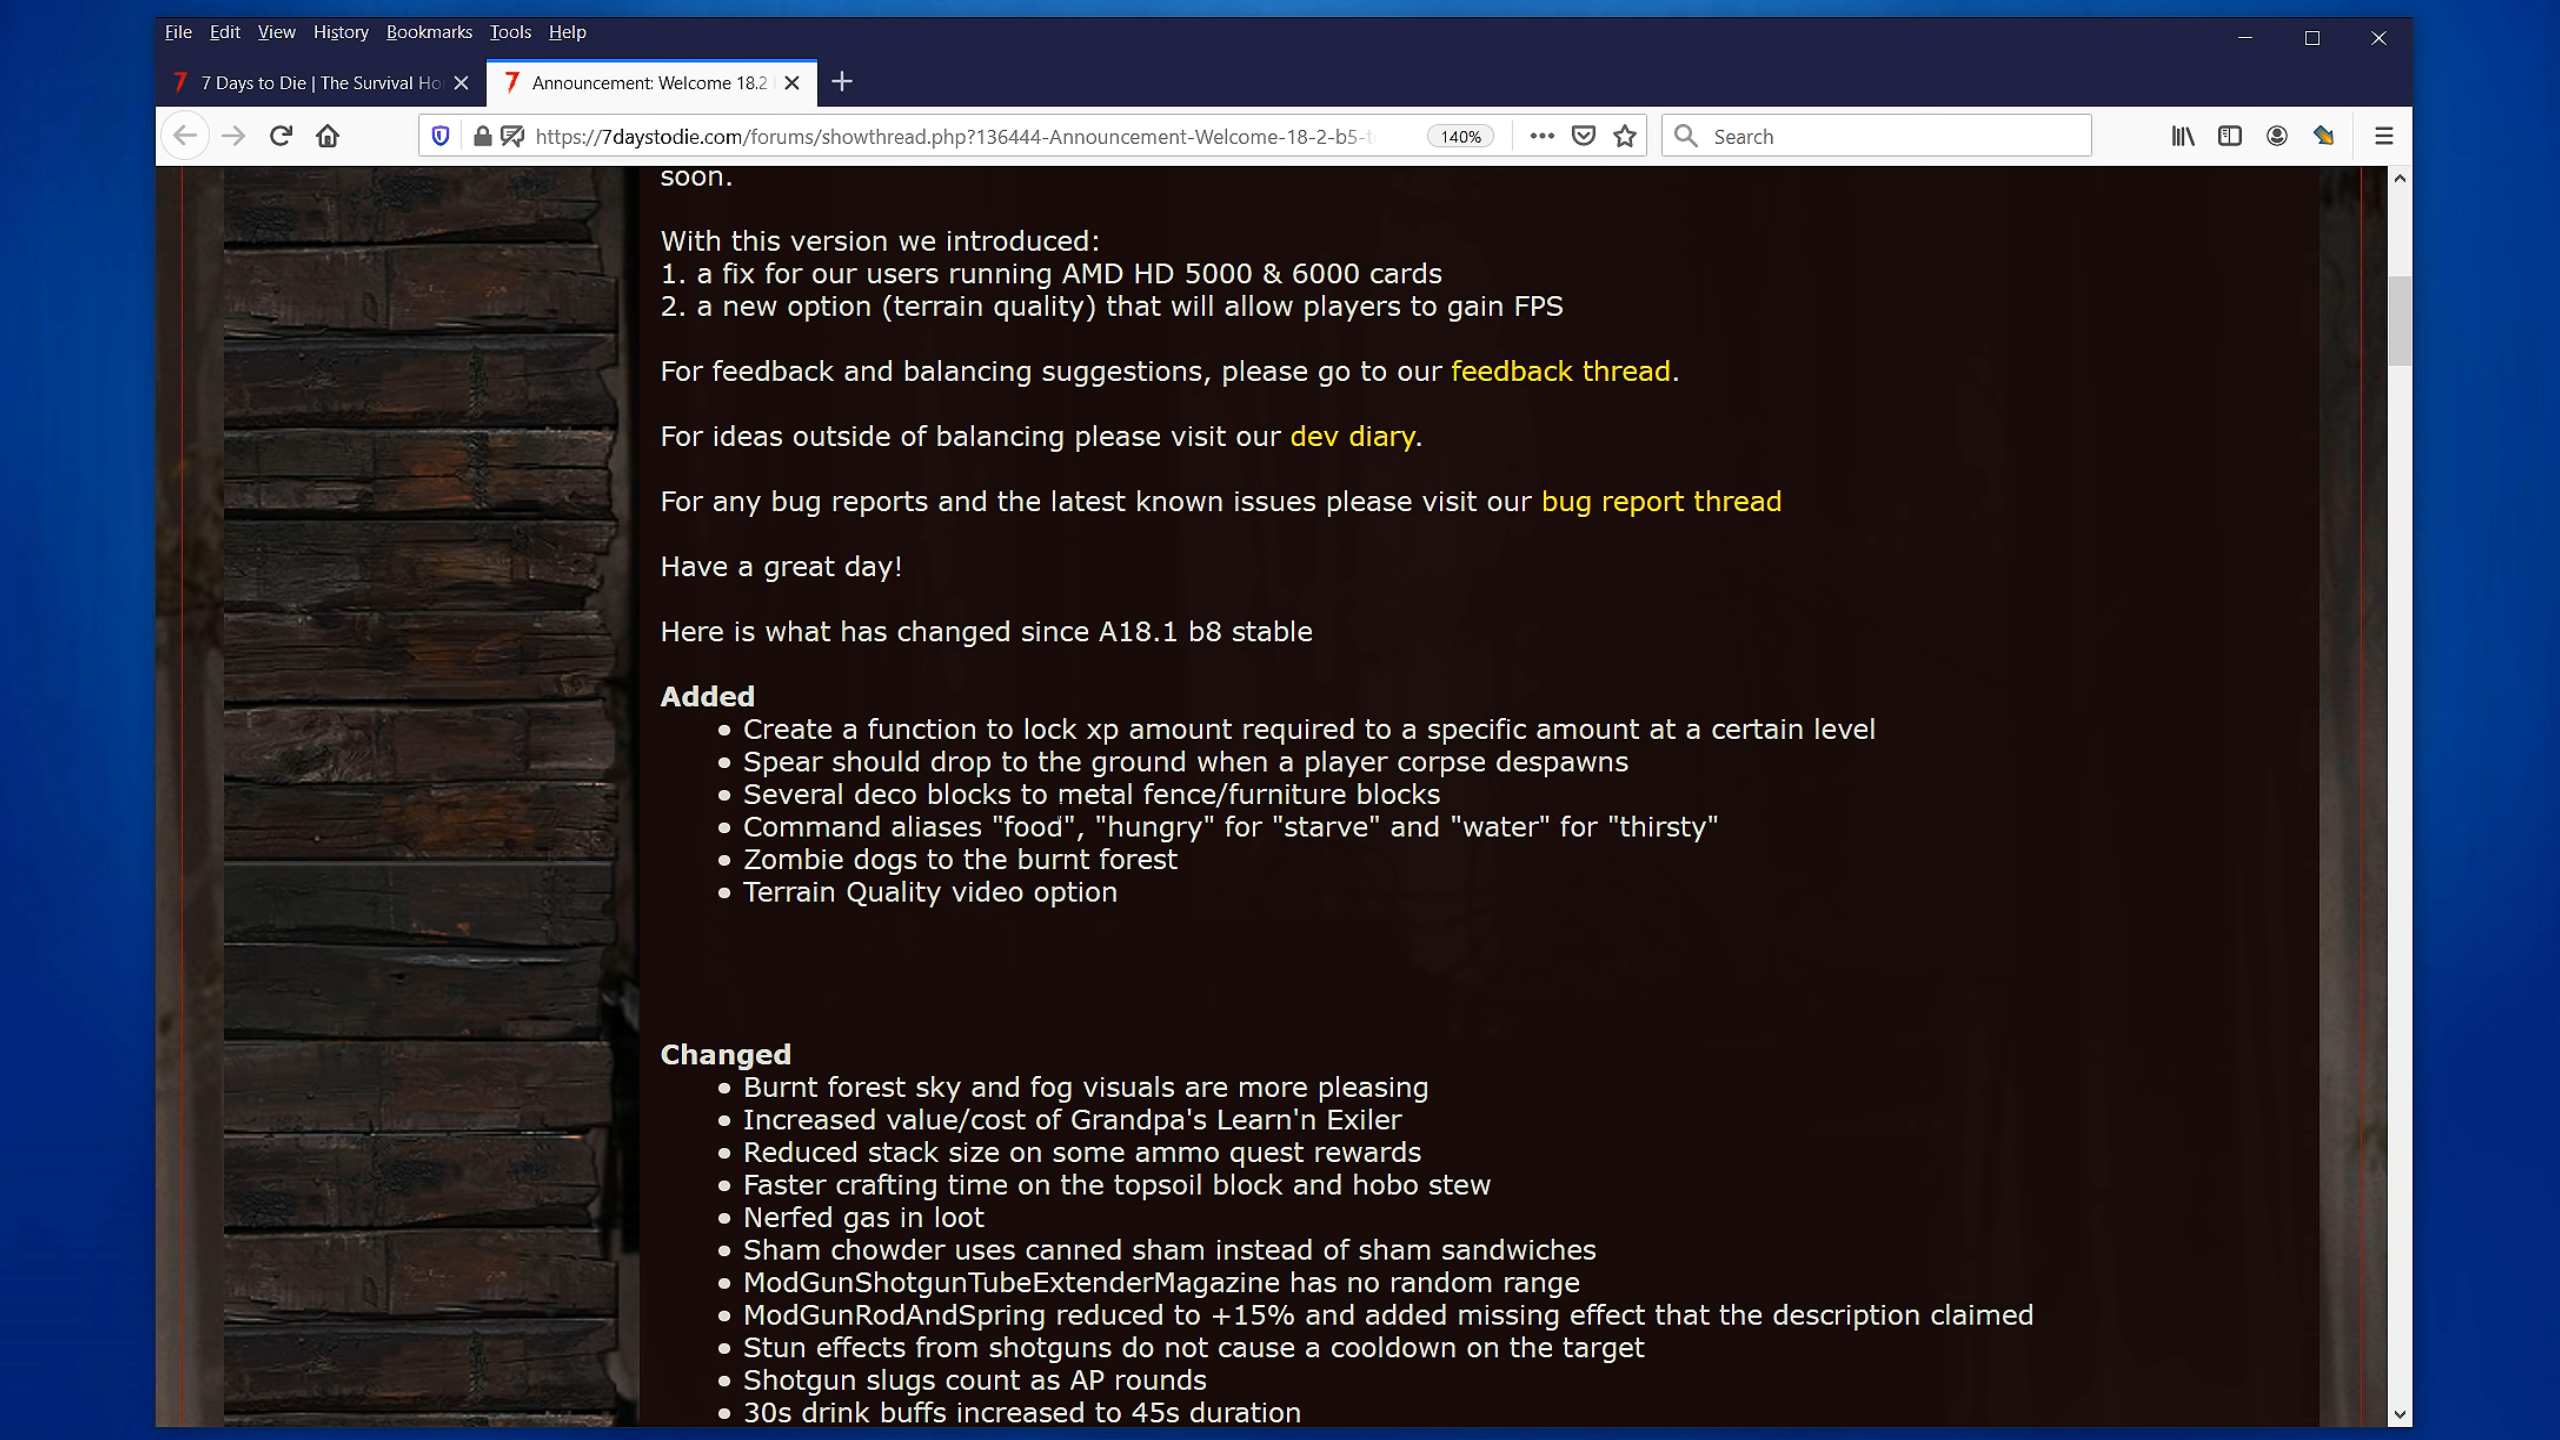 File Edit View History Bookmarks Tools Help
7 Days to Die | The Survival Ho
Announcement: Welcome 18.2
https://7daystodie.com/forums/showthread.php?136444-Announcement-Welcome-18-2-b5-t
140%
Search
soon.
With this version we introduced:
1. a fix for our users running AMD HD 5000 & 6000 cards
2. a new option (terrain quality) that will allow players to gain FPS
For feedback and balancing suggestions, please go to our feedback thread.
For ideas outside of balancing please visit our dev diary.
For any bug reports and the latest known issues please visit our bug report thread
Have a great day!
Here is what has changed since A18.1 b8 stable
Added
• Create a function to lock xp amount required to a specific amount at a certain level
• Spear should drop to the ground when a player corpse despawns
• Several deco blocks to metal fence/furniture blocks
• Command aliases "food", "hungry" for "starve" and "water" for "thirsty"
• Zombie dogs to the burnt forest
• Terrain Quality video option
Changed
• Burnt forest sky and fog visuals are more pleasing
• Increased value/cost of Grandpa's Learn'n Exiler
• Reduced stack size on some ammo quest rewards
• Faster crafting time on the topsoil block and hobo stew
• Nerfed gas in loot
• Sham chowder uses canned sham instead of sham sandwiches
• ModGunShotgunTubeExtenderMagazine has no random range
• ModGunRodAndSpring reduced to +15% and added missing effect that the description claimed
• Stun effects from shotguns do not cause a cooldown on the target
• Shotgun slugs count as AP rounds
• 30s drink buffs increased to 45s duration